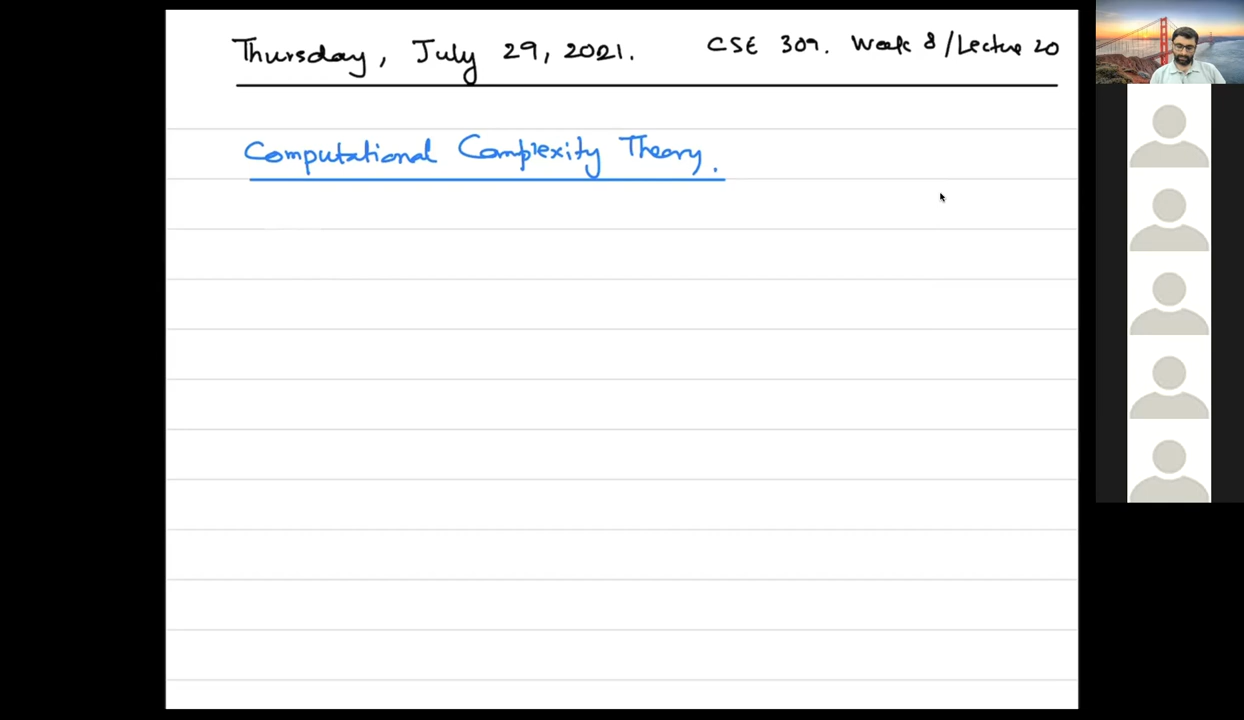 Thursday, July 29, 2021. CSE 309. Week 8/Lecture 20
Computational Complexity Theory.